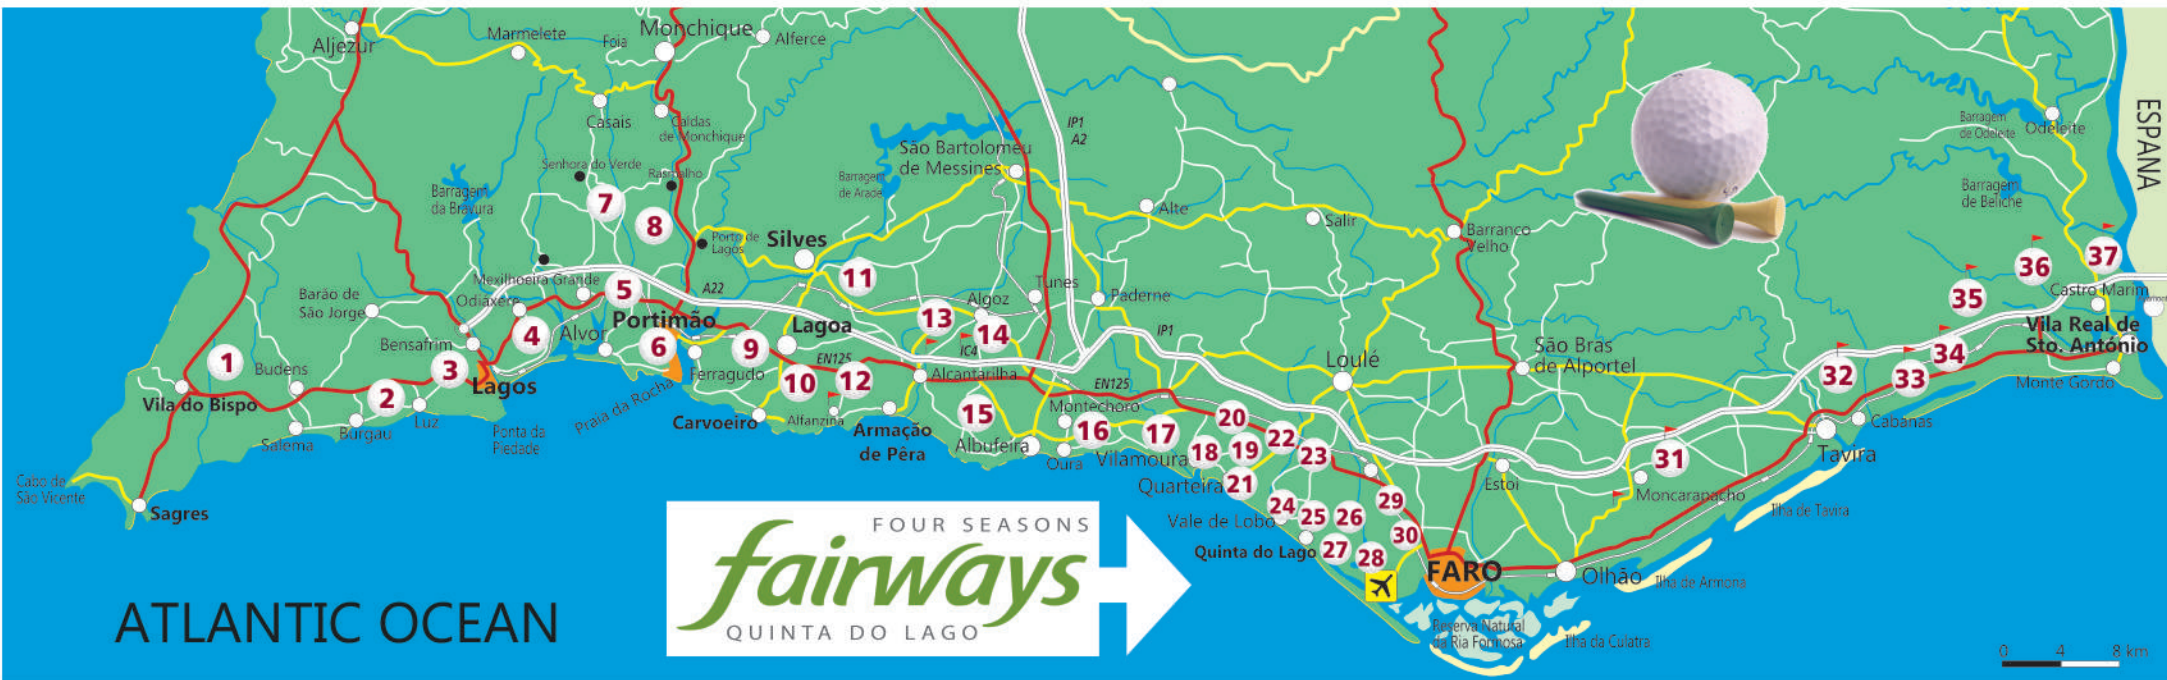 Aljezur
Marmelete
Foia
Monchique
Alferce
Casais
Caldas
de Monchique
IP1
A2
Barragem
de Odeleite
Odeleite
ESPANA
São Bartolomeu
de Messines
Senhora do Verde
Rasmalho
Barragem
da Bravura
Barragem
de Arade
Barragem
de Beliche
7
8
Alte
Salir
Barranco
Velho
Porto de
Lagos
Silves
11
36
37
Mexilhoeira Grande
5
A22
Tunes
Paderne
35
Castro Marim
Barão de
São Jorge
Odiáxere
Algoz
13
14
Portimão
Lagoa
IP1
Vila Real de
Sto. António
4
Alvor
6
9
IC4
EN125
Bensafrim
Loulé
São Brás
de Alportel
34
1
Budens
3
Lagos
Ferragudo
10
12
Alcantarilha
EN125
32
33
Monte Gordo
Vila do Bispo
2
Burgau
Luz
Salema
Praia da Rocha
Carvoeiro
Alfanzina
Armação
de Pêra
15
Albufeira
Montechoro
16
Oura
17
Vilamoura
18
19
20
22
23
Cabanas
Tavira
Ponta da
Piedade
31
Estoi
Moncarapacho
Cabo de
São Vicente
Sagres
Quarteira
21
24
25
26
29
Vale de Lobo
30
Quinta do Lago
27
28
FARO
Olhão
Ilha de Tavira
Ilha de Armona
FOUR SEASONS
fairways
QUINTA DO LAGO
ATLANTIC OCEAN
Reserva Natural
da Ria Formosa
Ilha da Culatra
0 4 8 km